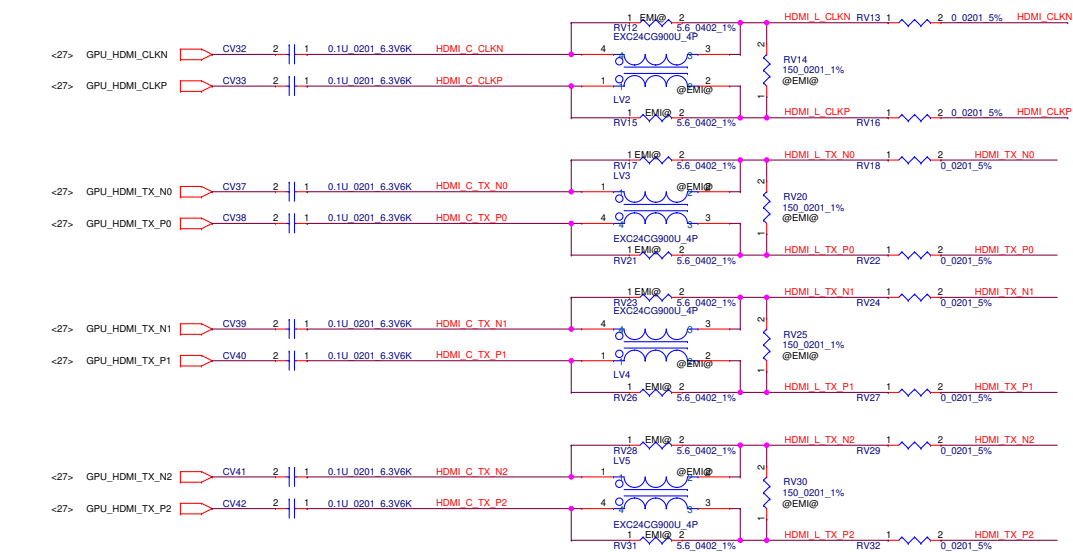 1 EMI@ 2 HDMI_L_CLKN RV13 1 2 0_0201_5% HDMI_CLKN
RV12 5.6_0402_1%
EXC24CG900U_4P
<27> GPU_HDMI_CLKN CV32 2 1 0.1U_0201_6.3V6K HDMI_C_CLKN 4 3 2
RV14
150_0201_1%
@EMI@
<27> GPU_HDMI_CLKP CV33 2 1 0.1U_0201_6.3V6K HDMI_C_CLKP 1 2 1
@EMI@
LV2
1 EMI@ 2 HDMI_L_CLKP 1 2 0_0201_5% HDMI_CLKP
RV15 5.6_0402_1% RV16
1 EMI@ 2 HDMI_L_TX_N0 1 2 HDMI_TX_N0
RV17 5.6_0402_1% RV18 0_0201_5%
LV3
<27> GPU_HDMI_TX_N0 CV37 2 1 0.1U_0201_6.3V6K HDMI_C_TX_N0 1 @EMI@ 2 2
RV20
150_0201_1%
@EMI@
<27> GPU_HDMI_TX_P0 CV38 2 1 0.1U_0201_6.3V6K HDMI_C_TX_P0 4 3 1
EXC24CG900U_4P
1 EMI@ 2 HDMI_L_TX_P0 1 2 HDMI_TX_P0
RV21 5.6_0402_1% RV22 0_0201_5%
1 EMI@ 2 HDMI_L_TX_N1 1 2 HDMI_TX_N1
RV23 5.6_0402_1% RV24 0_0201_5%
EXC24CG900U_4P
<27> GPU_HDMI_TX_N1 CV39 2 1 0.1U_0201_6.3V6K HDMI_C_TX_N1 4 3 2
RV25
150_0201_1%
@EMI@
<27> GPU_HDMI_TX_P1 CV40 2 1 0.1U_0201_6.3V6K HDMI_C_TX_P1 1 2 1
@EMI@
LV4
1 EMI@ 2 HDMI_L_TX_P1 1 2 HDMI_TX_P1
RV26 5.6_0402_1% RV27 0_0201_5%
1 EMI@ 2 HDMI_L_TX_N2 1 2 HDMI_TX_N2
RV28 5.6_0402_1% RV29 0_0201_5%
LV5
<27> GPU_HDMI_TX_N2 CV41 2 1 0.1U_0201_6.3V6K HDMI_C_TX_N2 1 @EMI@ 2 2
RV30
150_0201_1%
@EMI@
<27> GPU_HDMI_TX_P2 CV42 2 1 0.1U_0201_6.3V6K HDMI_C_TX_P2 4 3 1
EXC24CG900U_4P
1 EMI@ 2 HDMI_L_TX_P2 1 2 HDMI_TX_P2
RV31 5.6_0402_1% RV32 0_0201_5%